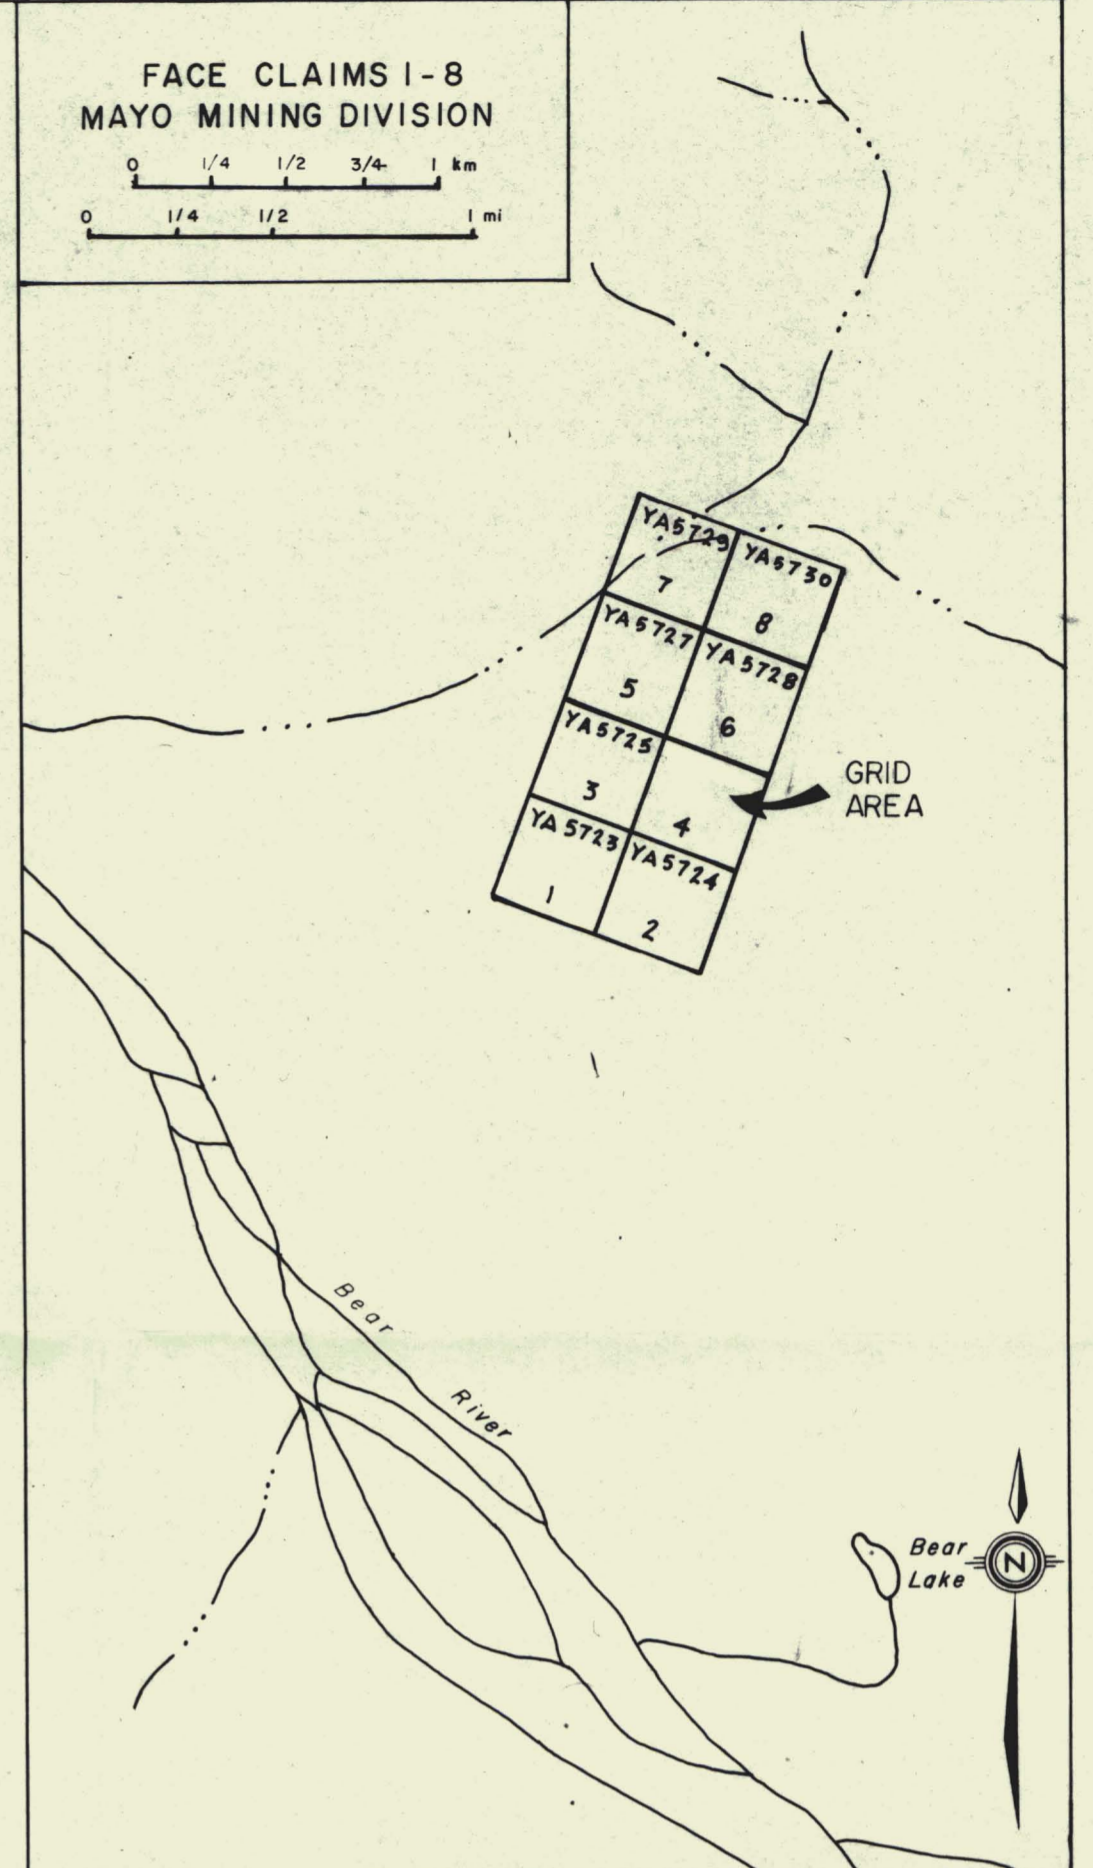 FACE CLAIMS 1-8
MAYO MINING DIVISION
0 1/4 1/2 3/4 1 km
0 1/4 1/2 1 mi
YA5729
7
YA5730
8
YA5727
5
YA5728
6
YA5725
3
4
GRID
AREA
YA5723
1
YA5724
2
Bear
River
Bear
Lake
N